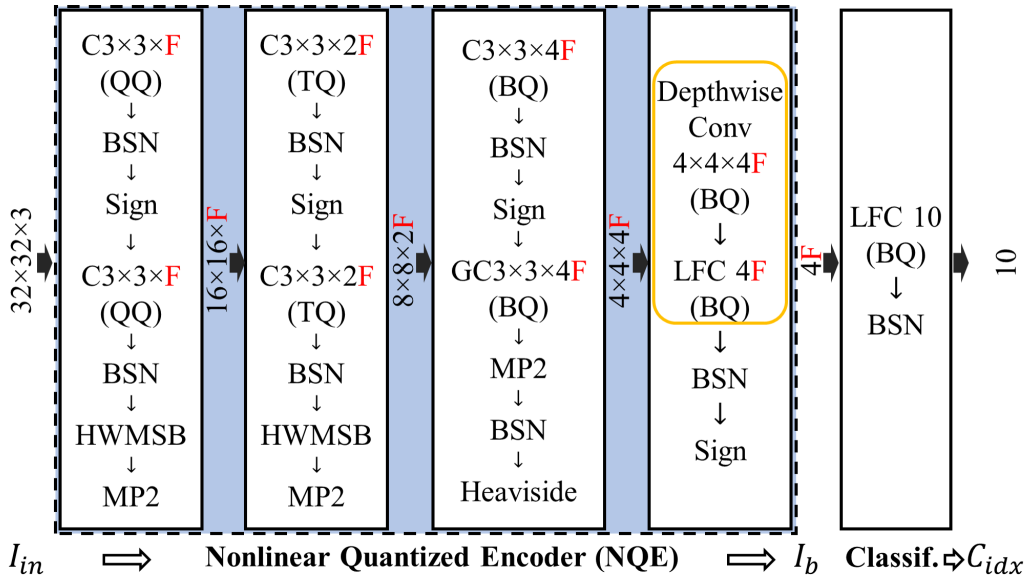 32×32×3
C3×3×F
(QQ)
↓
BSN
↓
Sign
↓
C3×3×F
(QQ)
↓
BSN
↓
HWMSB
↓
MP2
16×16×F
C3×3×2F
(TQ)
↓
BSN
↓
Sign
↓
C3×3×2F
(TQ)
↓
BSN
↓
HWMSB
↓
MP2
8×8×2F
C3×3×4F
(BQ)
↓
BSN
↓
Sign
↓
GC3×3×4F
(BQ)
↓
MP2
↓
BSN
↓
Heaviside
4×4×4F
Depthwise
Conv
4×4×4F
(BQ)
↓
LFC 4F
(BQ)
↓
BSN
↓
Sign
4F
LFC 10
(BQ)
↓
BSN
10
I_in ⇨ Nonlinear Quantized Encoder (NQE) ⇨ I_b Classif. ⇨ C_idx